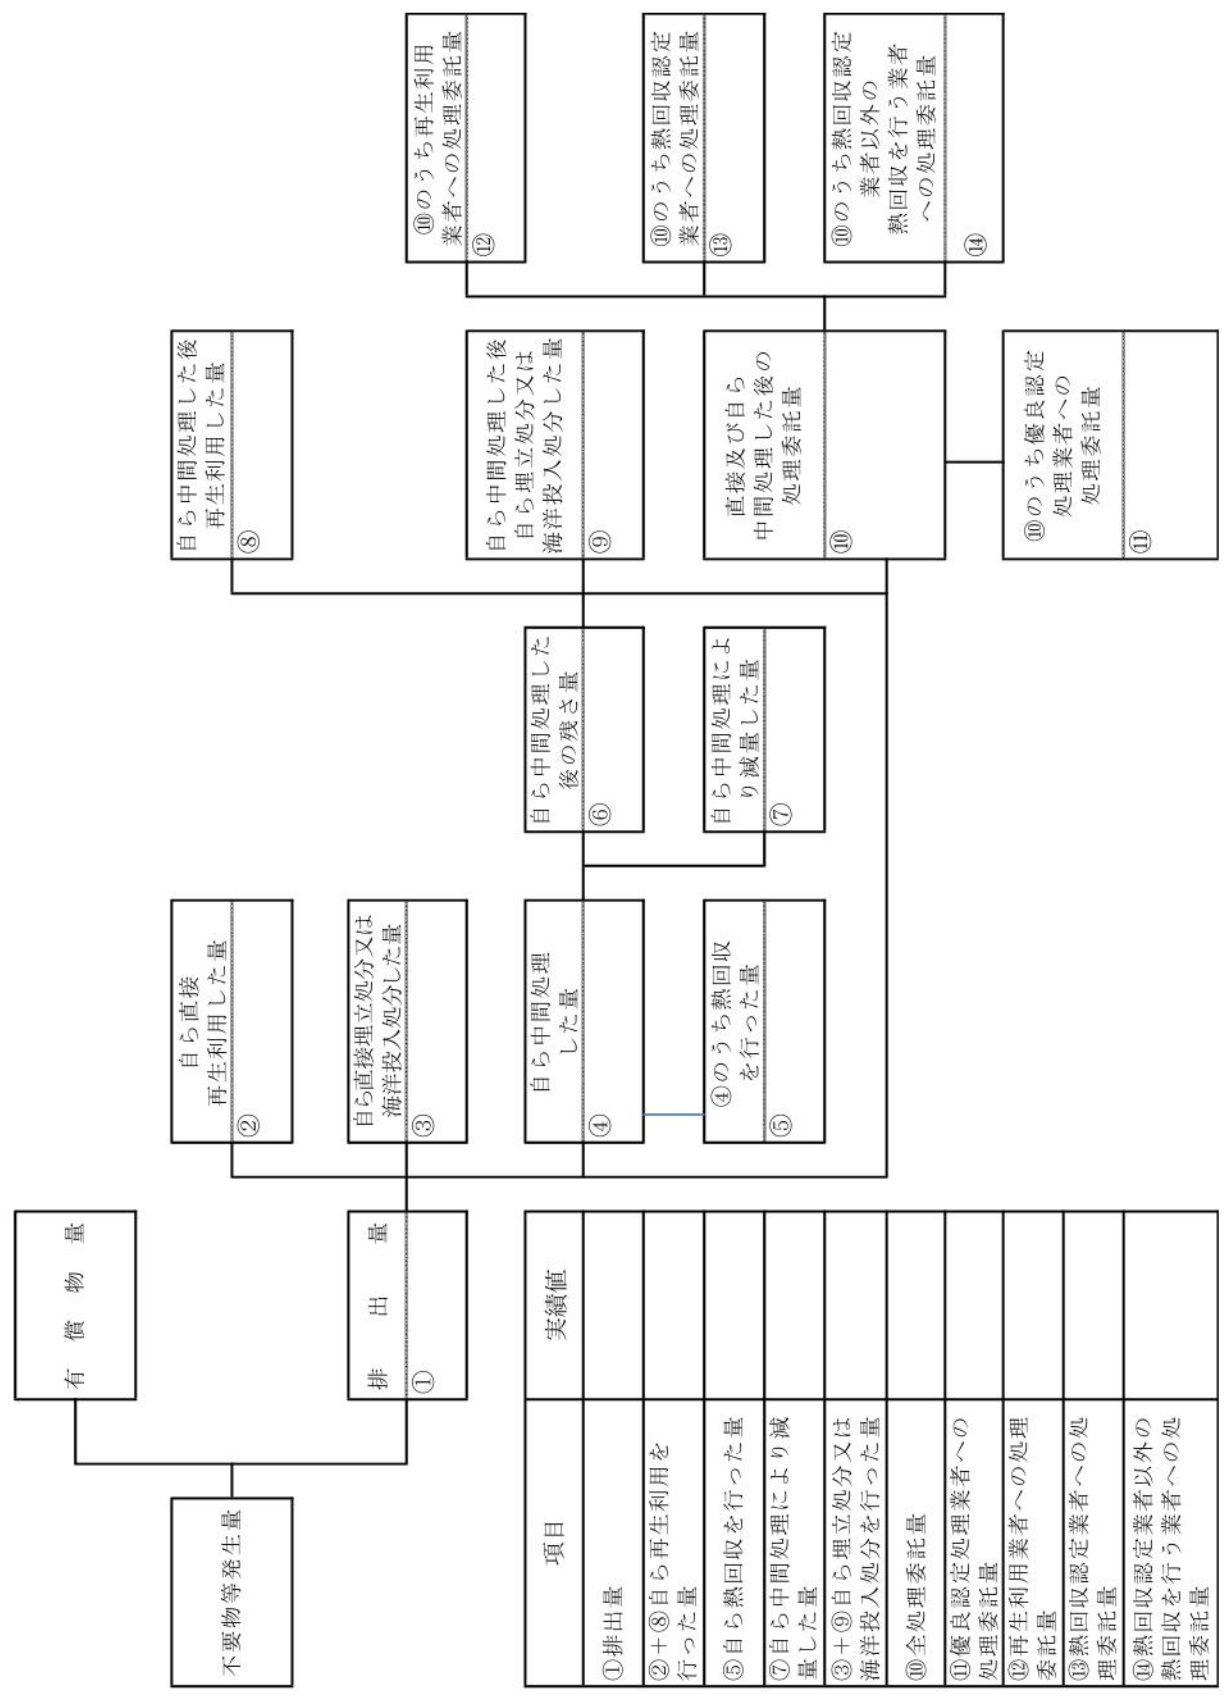 不要物等発生量
有償物量
排出量
①
自ら直接
再生利用した量
②
自ら直接埋立処分又は
海洋投入処分した量
③
自ら中間処理
した量
④
④のうち熱回収
を行った量
⑤
自ら中間処理した
後の残さ量
⑥
自ら中間処理によ
り減量した量
⑦
自ら中間処理した後
再生利用した量
⑧
自ら中間処理した後
自ら埋立処分又は
海洋投入処分した量
⑨
直接及び自ら
中間処理した後の
処理委託量
⑩
⑩のうち優良認定
処理業者への
処理委託量
⑪
⑩のうち再生利用
業者への処理委託量
⑫
⑩のうち熱回収認定
業者への処理委託量
⑬
⑩のうち熱回収認定
業者以外の
熱回収を行う業者
への処理委託量
⑭
項目
実績値
①排出量
②+⑧自ら再生利用を
行った量
⑤自ら熱回収を行った量
⑦自ら中間処理により減
量した量
③+⑨自ら埋立処分又は
海洋投入処分を行った量
⑩全処理委託量
⑪優良認定処理業者への
処理委託量
⑫再生利用業者への処理
委託量
⑬熱回収認定業者への処
理委託量
⑭熱回収認定業者以外の
熱回収を行う業者への処
理委託量